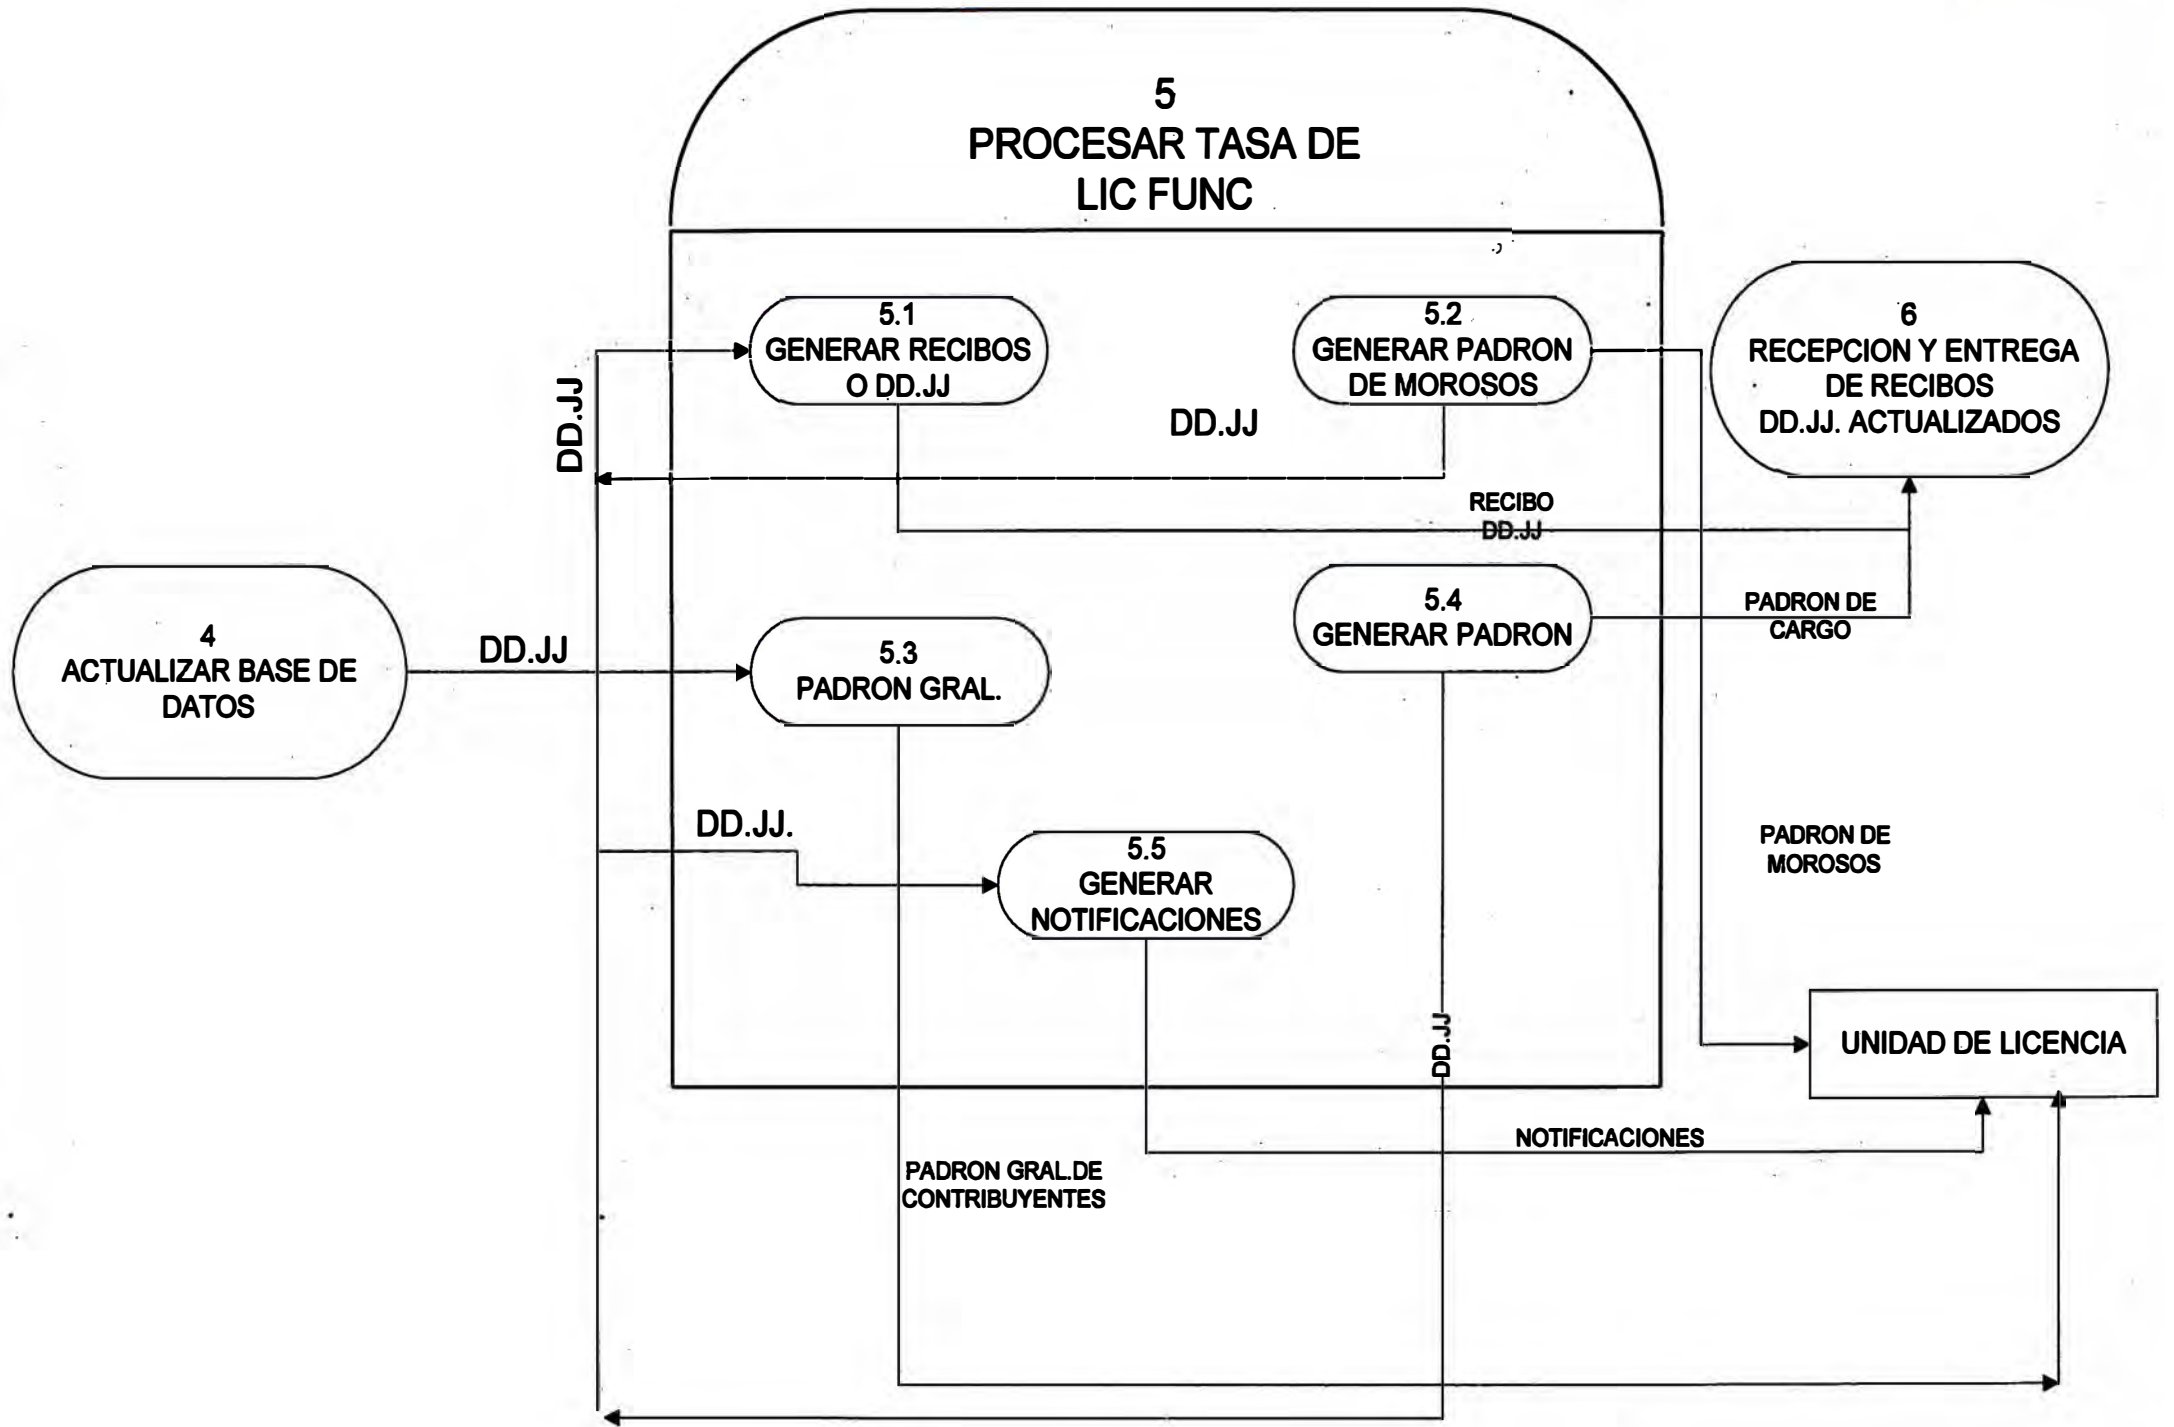 5
PROCESAR TASA DE
LIC FUNC
5.1
GENERAR RECIBOS
O DD.JJ
5.2
GENERAR PADRON
DE MOROSOS
6
RECEPCION Y ENTREGA
DE RECIBOS
DD.JJ. ACTUALIZADOS
DD.JJ
DD.JJ
RECIBO
DD.JJ
4
ACTUALIZAR BASE DE
DATOS
DD.JJ
5.3
PADRON GRAL.
5.4
GENERAR PADRON
PADRON DE
CARGO
DD.JJ.
5.5
GENERAR
NOTIFICACIONES
PADRON DE
MOROSOS
DD.JJ
UNIDAD DE LICENCIA
NOTIFICACIONES
PADRON GRAL.DE
CONTRIBUYENTES